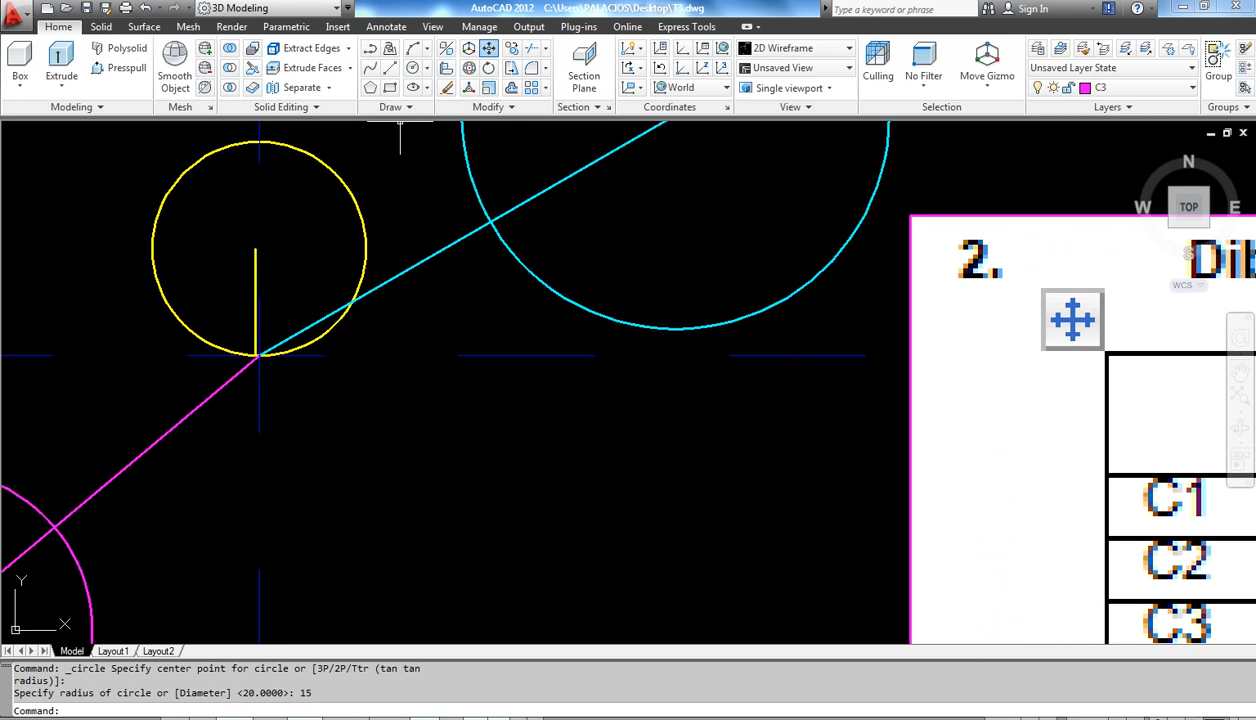 3D Modeling
AutoCAD 2012 C:\Users\PALACIOS\Desktop\T3.dwg
Type a keyword or phrase
Sign In
Home Solid Surface Mesh Render Parametric Insert Annotate View Manage Output Plug-ins Online Express Tools
Polysolid
Presspull
Box
Extrude
Smooth
Object
Extract Edges
Extrude Faces
Separate
Section
Plane
World
2D Wireframe
Unsaved View
Single viewport
Culling
No Filter
Move Gizmo
Unsaved Layer State
C3
Group
Modeling
Mesh
Solid Editing
Draw
Modify
Section
Coordinates
View
Selection
Layers
Groups
N
W TOP E
S
WCS
2. Dib
C1
C2
C3
Y
X
Model Layout1 Layout2
Command: _circle Specify center point for circle or [3P/2P/Ttr (tan tan
radius)]:
Specify radius of circle or [Diameter] <20.0000>: 15
Command: